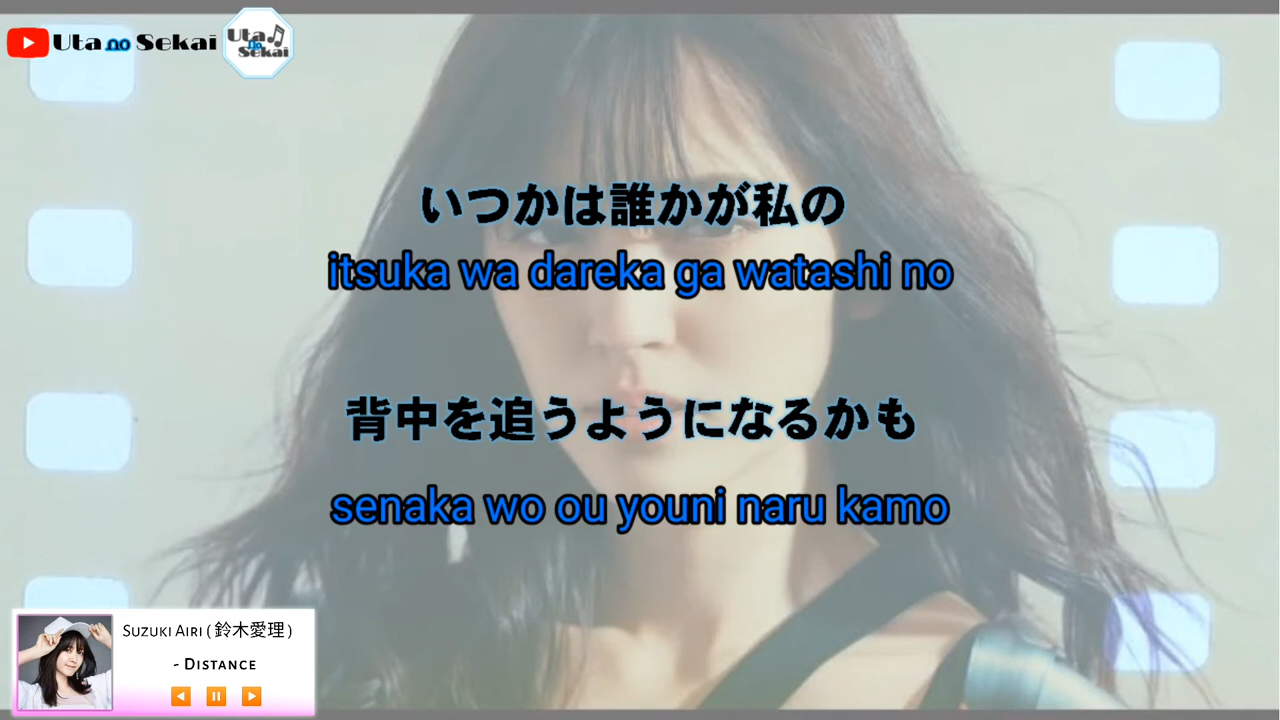 Uta no Sekai
Uta
no
Sekai
いつかは誰かが私の
itsuka wa dareka ga watashi no
背中を追うようになるかも
senaka wo ou youni naru kamo
Suzuki Airi (鈴木愛理)
- Distance